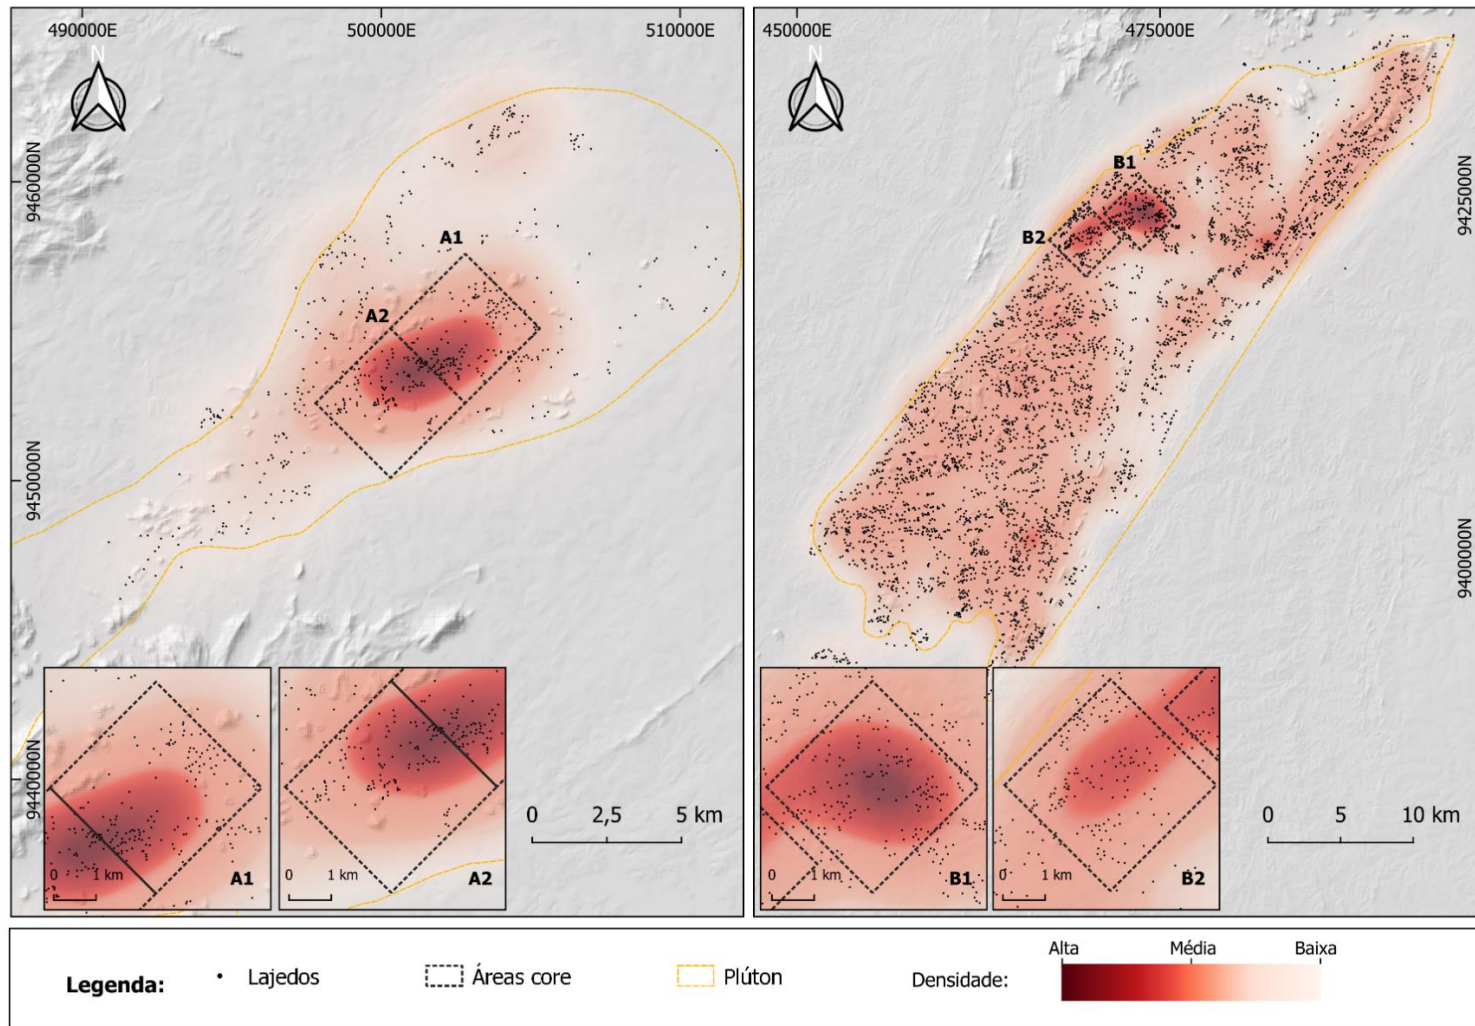 490000E 500000E 510000E
N
9460000N
9450000N
9440000N
A1
A2
0 2,5 5 km
0 1 km
A1
0 1 km
A2
450000E 475000E
N
9425000N
9400000N
B1
B2
0 5 10 km
0 1 km
B1
0 1 km
B2
Legenda: Lajedos Áreas core Plúton Densidade:
Alta Média Baixa